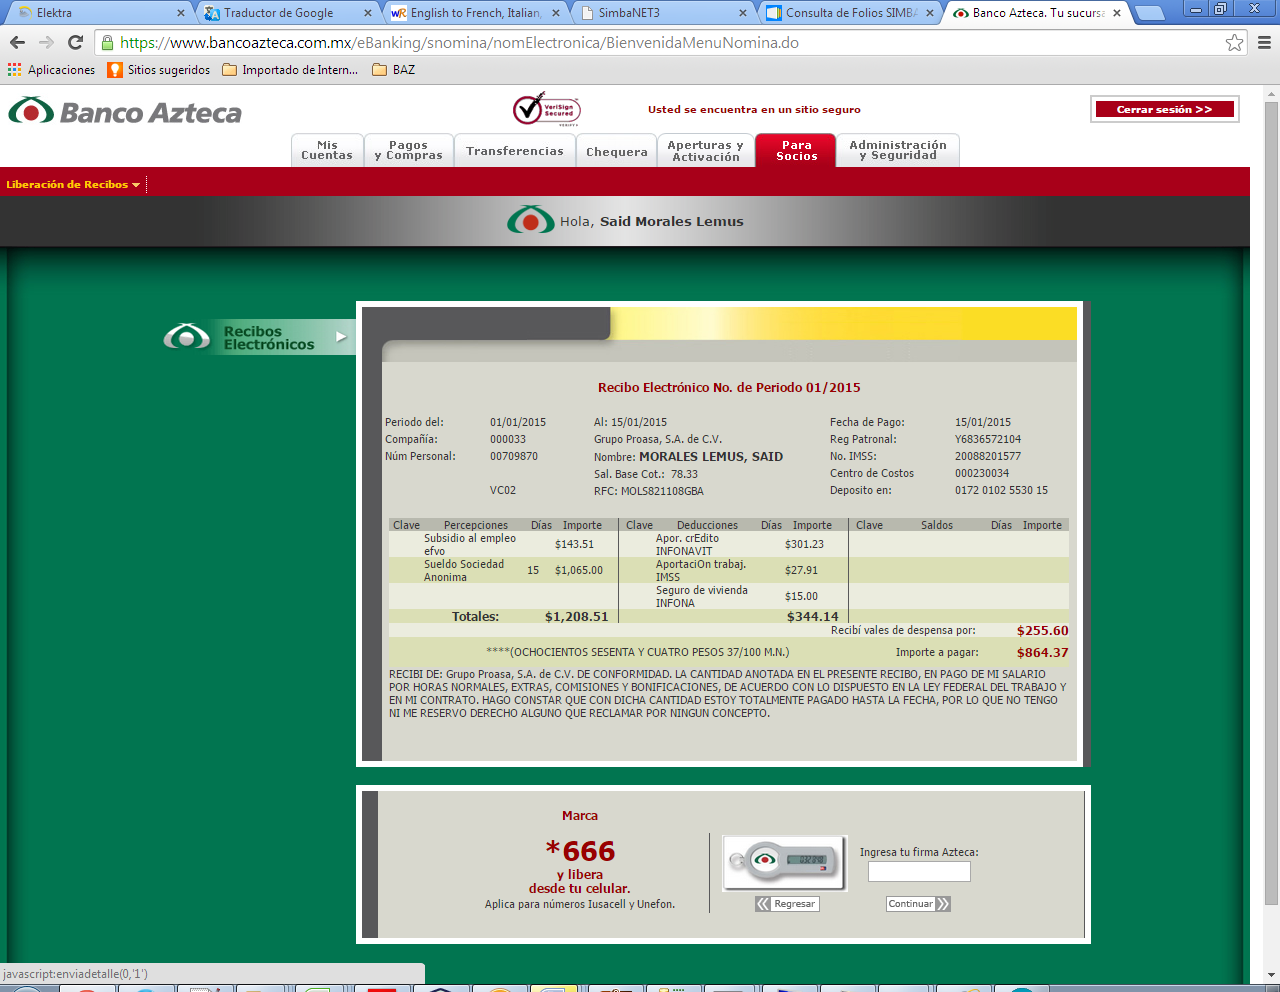 Elektra
Traductor de Google
English to French, Italian,
SimbaNET3
Consulta de Folios SIMBA
Banco Azteca. Tu sucursa
https://www.bancoazteca.com.mx/eBanking/snomina/nomElectronica/BienvenidaMenuNomina.do
Aplicaciones
Sitios sugeridos
Importado de Intern...
BAZ
Banco Azteca
VeriSign
Secured
Usted se encuentra en un sitio seguro
Cerrar sesión >>
Mis
Cuentas
Pagos
y Compras
Transferencias
Chequera
Aperturas y
Activación
Para
Socios
Administración
y Seguridad
Liberación de Recibos
Hola, Said Morales Lemus
Recibos
Electrónicos
Recibo Electrónico No. de Periodo 01/2015
Periodo del: 01/01/2015 Al: 15/01/2015 Fecha de Pago: 15/01/2015
Compañía: 000033 Grupo Proasa, S.A. de C.V. Reg Patronal: Y6836572104
Núm Personal: 00709870 Nombre: MORALES LEMUS, SAID No. IMSS: 20088201577
Sal. Base Cot.: 78.33 Centro de Costos 000230034
VC02 RFC: MOLS821108GBA Deposito en: 0172 0102 5530 15
Clave Percepciones Días Importe Clave Deducciones Días Importe Clave Saldos Días Importe
Subsidio al empleo efvo $143.51 Apor. crEdito INFONAVIT $301.23
Sueldo Sociedad Anonima 15 $1,065.00 AportaciOn trabaj. IMSS $27.91
Seguro de vivienda INFONA $15.00
Totales: $1,208.51 $344.14
Recibí vales de despensa por: $255.60
****(OCHOCIENTOS SESENTA Y CUATRO PESOS 37/100 M.N.) Importe a pagar: $864.37
RECIBI DE: Grupo Proasa, S.A. de C.V. DE CONFORMIDAD. LA CANTIDAD ANOTADA EN EL PRESENTE RECIBO, EN PAGO DE MI SALARIO
POR HORAS NORMALES, EXTRAS, COMISIONES Y BONIFICACIONES, DE ACUERDO CON LO DISPUESTO EN LA LEY FEDERAL DEL TRABAJO Y
EN MI CONTRATO. HAGO CONSTAR QUE CON DICHA CANTIDAD ESTOY TOTALMENTE PAGADO HASTA LA FECHA, POR LO QUE NO TENGO
NI ME RESERVO DERECHO ALGUNO QUE RECLAMAR POR NINGUN CONCEPTO.
Marca
*666
y libera
desde tu celular.
Aplica para números Iusacell y Unefon.
Ingresa tu firma Azteca:
Regresar
Continuar
javascript:enviadetalle(0,'1')